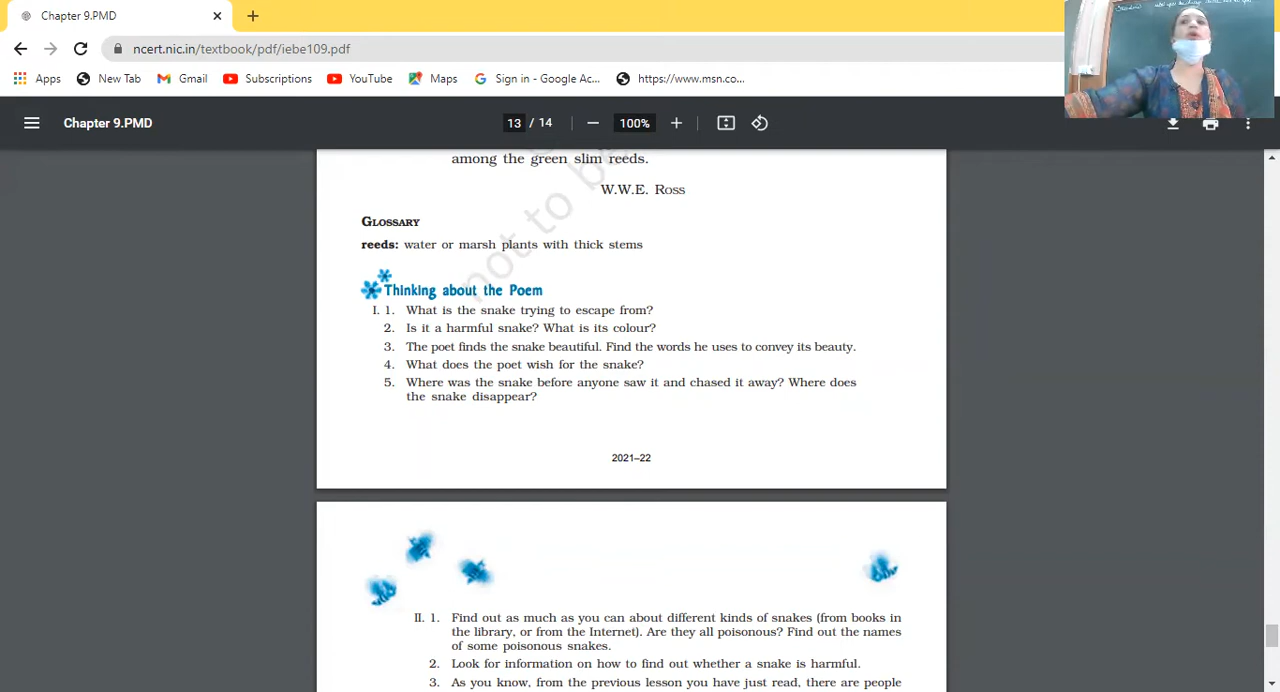 Chapter 9.PMD
ncert.nic.in/textbook/pdf/iebe109.pdf
Apps New Tab Gmail Subscriptions YouTube Maps Sign in - Google Ac... https://www.msn.co...
Chapter 9.PMD 13 / 14 100%
among the green slim reeds.
W.W.E. Ross
Glossary
reeds: water or marsh plants with thick stems
not to be
Thinking about the Poem
I. 1. What is the snake trying to escape from?
2. Is it a harmful snake? What is its colour?
3. The poet finds the snake beautiful. Find the words he uses to convey its beauty.
4. What does the poet wish for the snake?
5. Where was the snake before anyone saw it and chased it away? Where does
the snake disappear?
2021–22
II. 1. Find out as much as you can about different kinds of snakes (from books in
the library, or from the Internet). Are they all poisonous? Find out the names
of some poisonous snakes.
2. Look for information on how to find out whether a snake is harmful.
3. As you know, from the previous lesson you have just read, there are people